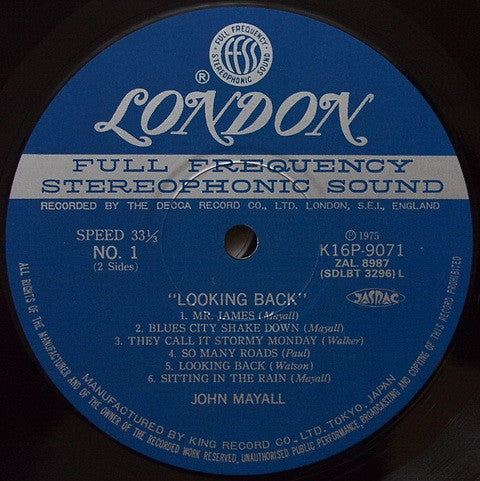 FULL FREQUENCY
ffss
STEREOPHONIC SOUND
®
LONDON
FULL FREQUENCY
STEREOPHONIC SOUND
RECORDED BY THE DECCA RECORD CO., LTD. LONDON, S.E.I., ENGLAND
SPEED 33⅓
NO. 1
(2 Sides)
Ⓟ 1975
K16P-9071
ZAL. 8987
(SDLBT 3296) L
JASRAC
"LOOKING BACK"
1. MR. JAMES (Mayall)
2. BLUES CITY SHAKE DOWN (Mayall)
3. THEY CALL IT STORMY MONDAY (Walker)
4. SO MANY ROADS (Paul)
5. LOOKING BACK (Watson)
6. SITTING IN THE RAIN (Mayall)
JOHN MAYALL
MANUFACTURED BY KING RECORD CO., LTD. TOKYO, JAPAN
ALL RIGHTS OF THE MANUFACTURER AND OF THE OWNER OF THE RECORDED WORK RESERVED, UNAUTHORISED PUBLIC PERFORMANCE, BROADCASTING AND COPYING OF THIS RECORD PROHIBITED